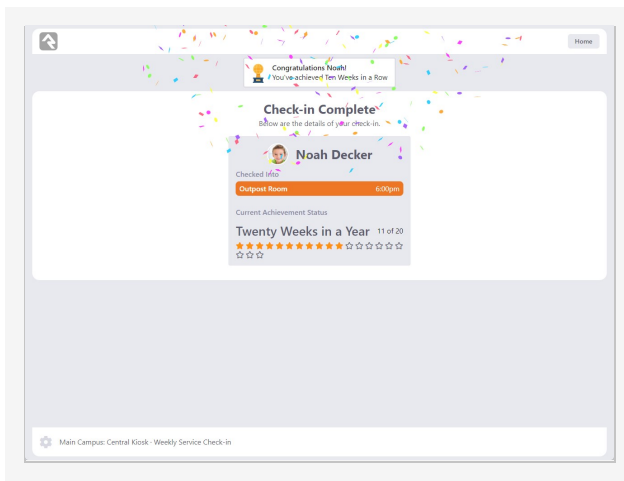 Home
Congratulations Noah!
You've achieved Ten Weeks in a Row
Check-in Complete
Below are the details of your check-in.
Noah Decker
Checked Into
Outpost Room 6:00pm
Current Achievement Status
Twenty Weeks in a Year 11 of 20
Main Campus: Central Kiosk - Weekly Service Check-in